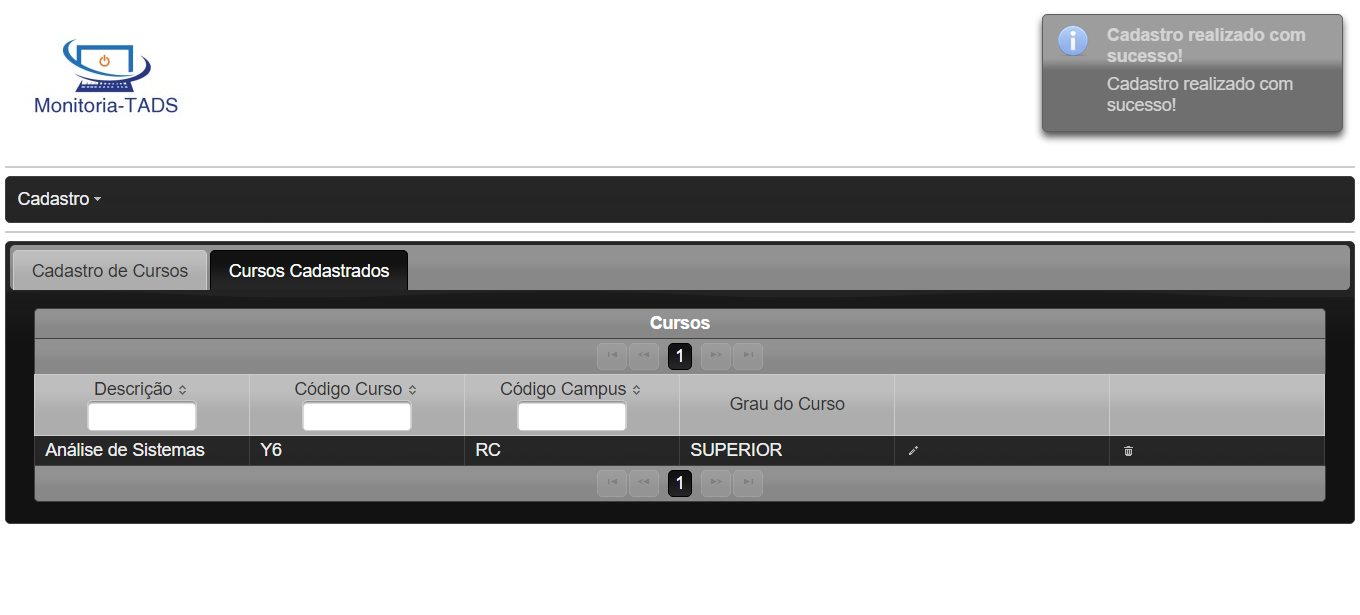 Monitoria-TADS
Cadastro realizado com
sucesso!
Cadastro realizado com
sucesso!
Cadastro
Cadastro de Cursos
Cursos Cadastrados
Cursos
1
Descrição
Código Curso
Código Campus
Grau do Curso
Análise de Sistemas
Y6
RC
SUPERIOR
1